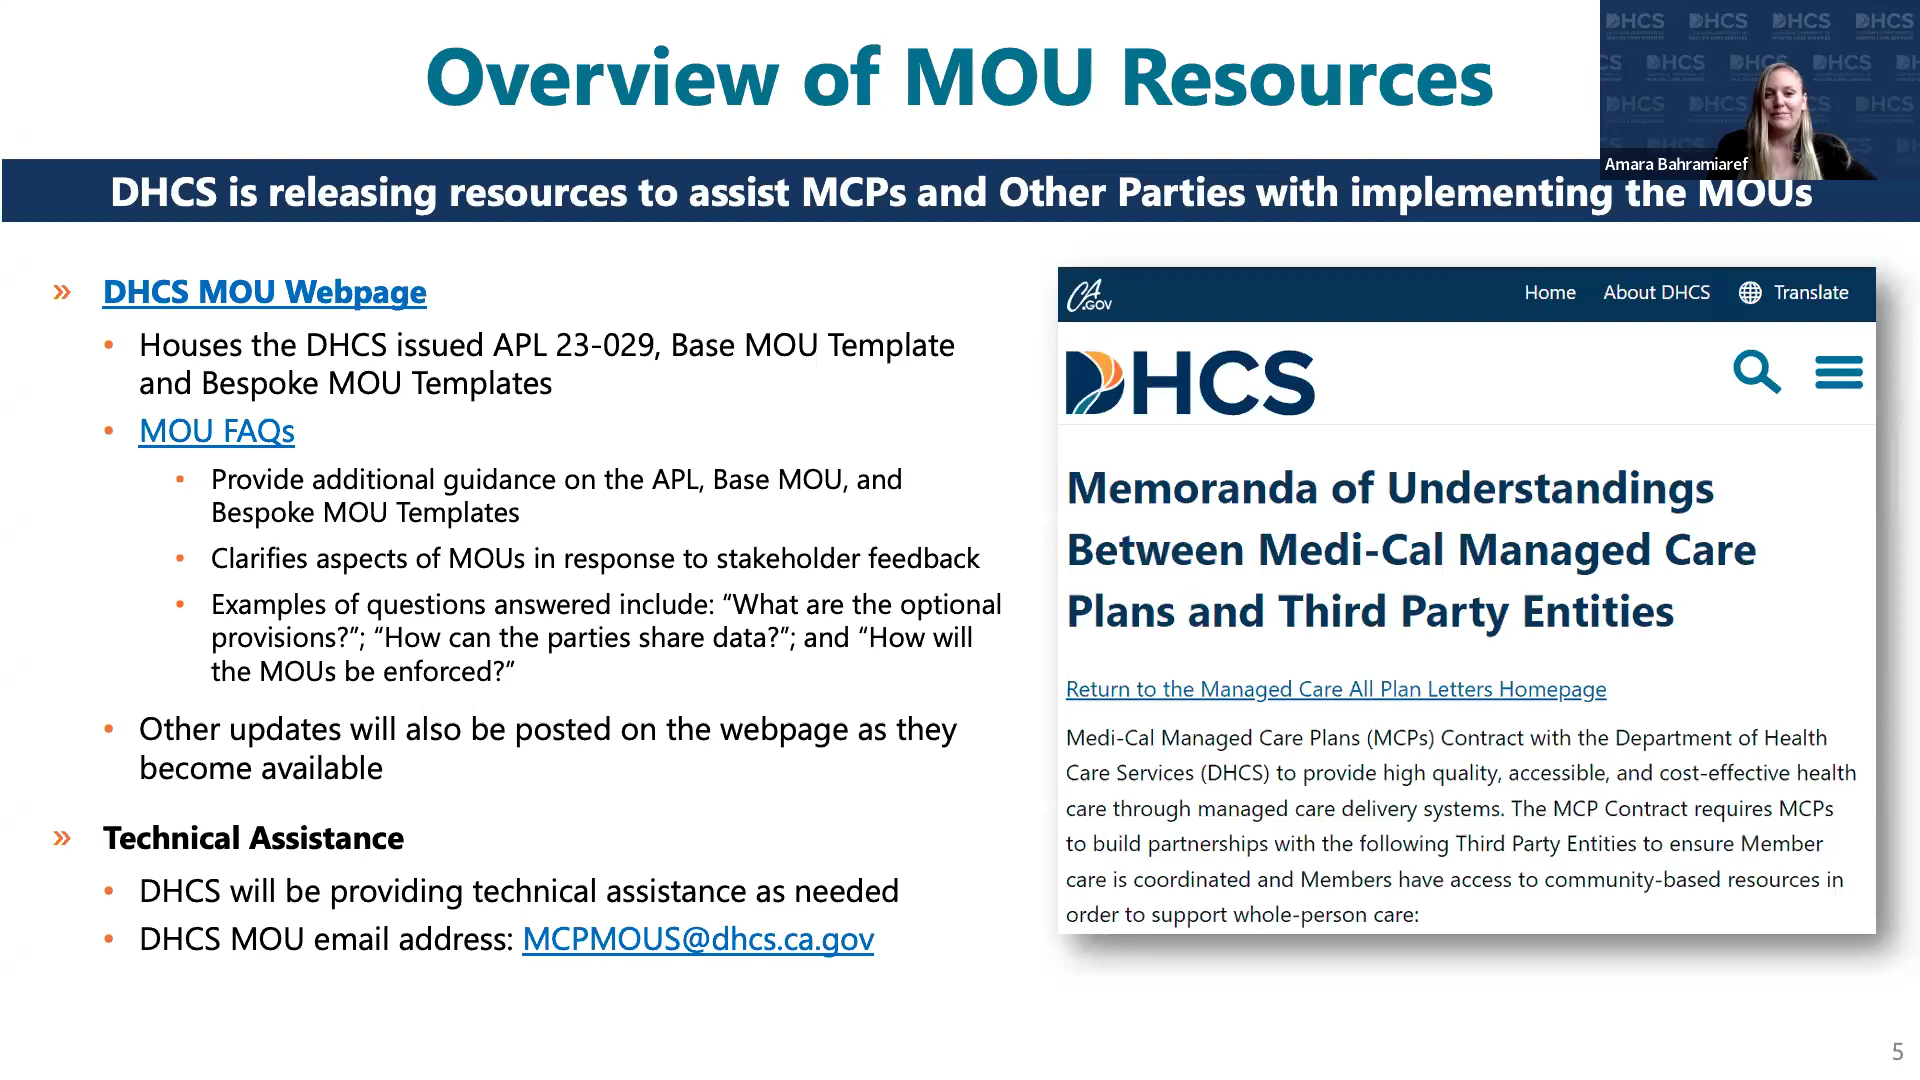 Overview of MOU Resources
DHCS is releasing resources to assist MCPs and Other Parties with implementing the MOUs
» DHCS MOU Webpage
• Houses the DHCS issued APL 23-029, Base MOU Template
and Bespoke MOU Templates
• MOU FAQs
• Provide additional guidance on the APL, Base MOU, and
Bespoke MOU Templates
• Clarifies aspects of MOUs in response to stakeholder feedback
• Examples of questions answered include: “What are the optional
provisions?”; “How can the parties share data?”; and “How will
the MOUs be enforced?”
• Other updates will also be posted on the webpage as they
become available
» Technical Assistance
• DHCS will be providing technical assistance as needed
• DHCS MOU email address: MCPMOUS@dhcs.ca.gov
CA.GOV Home About DHCS Translate
DHCS
Memoranda of Understandings
Between Medi-Cal Managed Care
Plans and Third Party Entities
Return to the Managed Care All Plan Letters Homepage
Medi-Cal Managed Care Plans (MCPs) Contract with the Department of Health
Care Services (DHCS) to provide high quality, accessible, and cost-effective health
care through managed care delivery systems. The MCP Contract requires MCPs
to build partnerships with the following Third Party Entities to ensure Member
care is coordinated and Members have access to community-based resources in
order to support whole-person care:
DHCS DHCS DHCS DHCS
DHCS DHCS DHCS
DHCS DHCS DHCS
Amara Bahramiaref
5